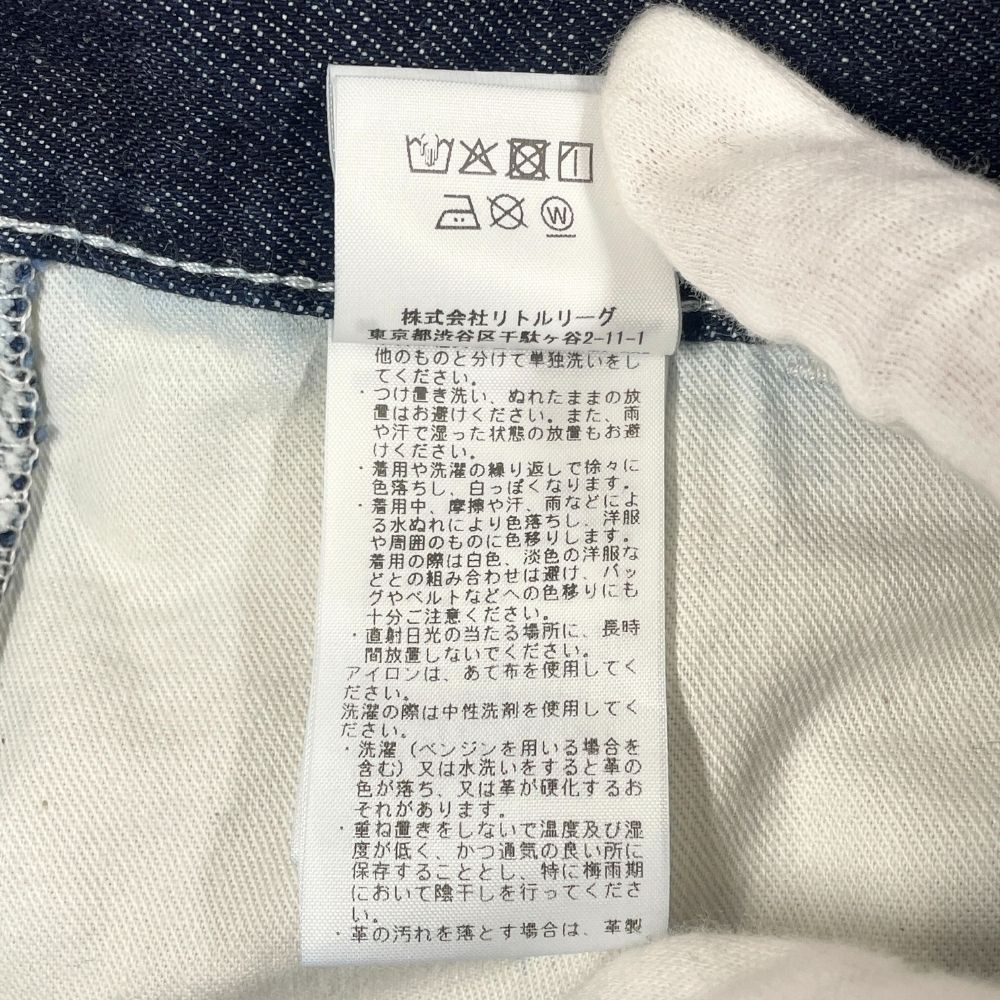 W
株式会社リトルリーグ
東京都渋谷区千駄ヶ谷2-11-1
他のものと分けて単独洗いをし
てください。
・つけ置き洗い、ぬれたままの放
置はお避けください。また、雨
や汗で湿った状態の放置もお避
けください。
・着用や洗濯の繰り返しで徐々に
色落ちし、白っぽくなります。
・着用中、摩擦や汗、雨などによ
る水ぬれにより色落ちし、洋服
や周囲のものに色移りします。
着用の際は白色、淡色の洋服な
どとの組み合わせは避け、バッ
グやベルトなどへの色移りにも
十分ご注意ください。
・直射日光の当たる場所に、長時
間放置しないでください。
アイロンは、あて布を使用してく
ださい。
洗濯の際は中性洗剤を使用してく
ださい。
・洗濯（ベンジンを用いる場合を
含む）又は水洗いをすると革の
色が落ち、又は革が硬化するお
それがあります。
・重ね置きをしないで温度及び湿
度が低く、かつ通気の良い所に
保存することとし、特に梅雨期
において陰干しを行ってくださ
い。
・革の汚れを落とす場合は、革製